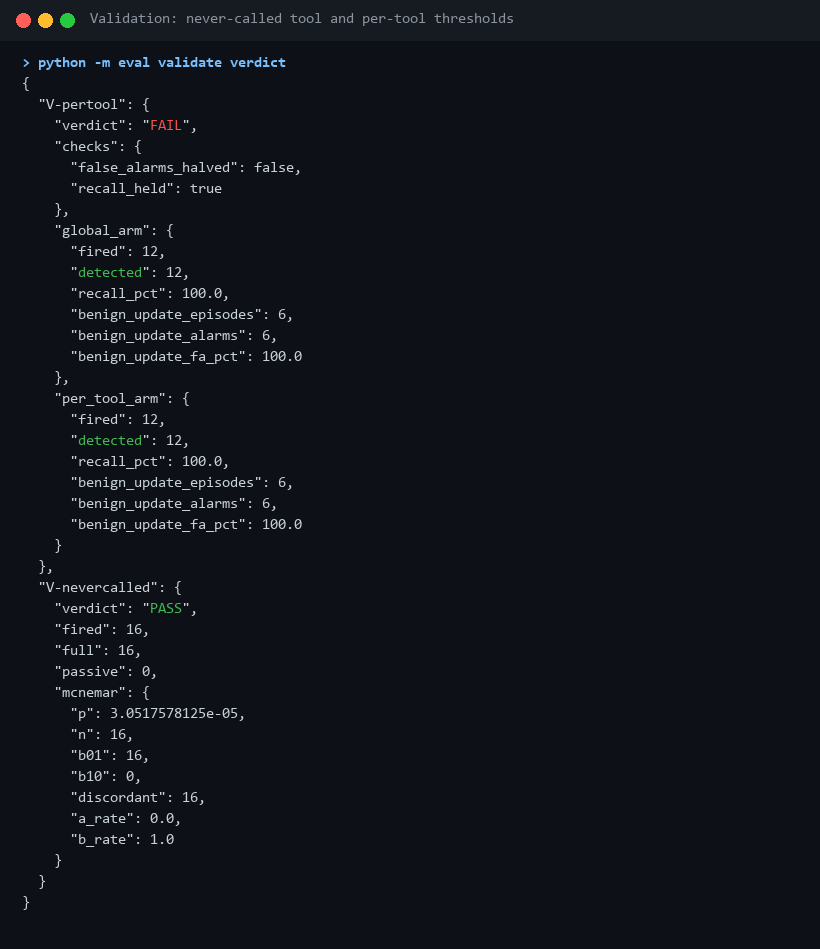 Validation: never-called tool and per-tool thresholds
> python -m eval validate verdict
{
  "V-pertool": {
    "verdict": "FAIL",
    "checks": {
      "false_alarms_halved": false,
      "recall_held": true
    },
    "global_arm": {
      "fired": 12,
      "detected": 12,
      "recall_pct": 100.0,
      "benign_update_episodes": 6,
      "benign_update_alarms": 6,
      "benign_update_fa_pct": 100.0
    },
    "per_tool_arm": {
      "fired": 12,
      "detected": 12,
      "recall_pct": 100.0,
      "benign_update_episodes": 6,
      "benign_update_alarms": 6,
      "benign_update_fa_pct": 100.0
    }
  },
  "V-nevercalled": {
    "verdict": "PASS",
    "fired": 16,
    "full": 16,
    "passive": 0,
    "mcnemar": {
      "p": 3.0517578125e-05,
      "n": 16,
      "b01": 16,
      "b10": 0,
      "discordant": 16,
      "a_rate": 0.0,
      "b_rate": 1.0
    }
  }
}